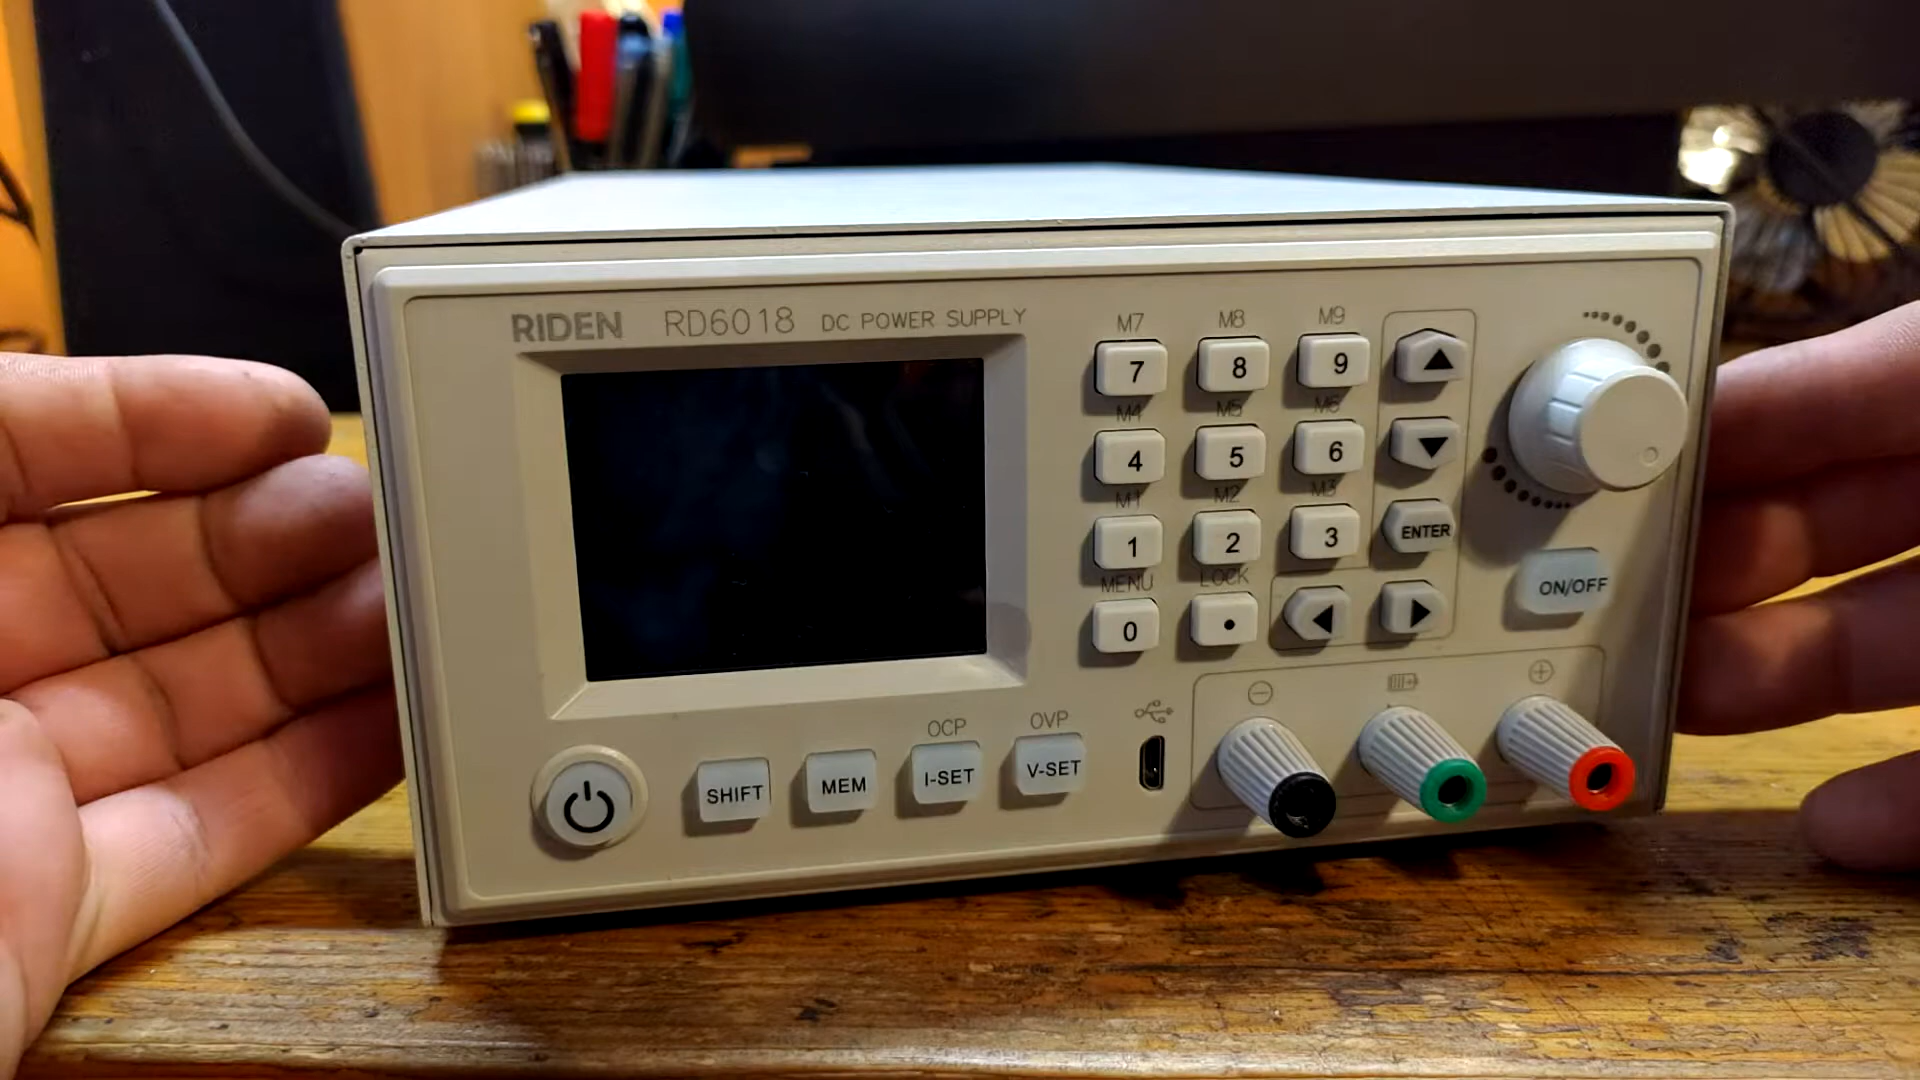 RIDEN RD6018 DC POWER SUPPLY
M7 M8 M9
7 8 9
M4 M5 M6
4 5 6
M1 M2 M3
1 2 3 ENTER
MENU LOCK
0 •
ON/OFF
OCP OVP
SHIFT MEM I-SET V-SET